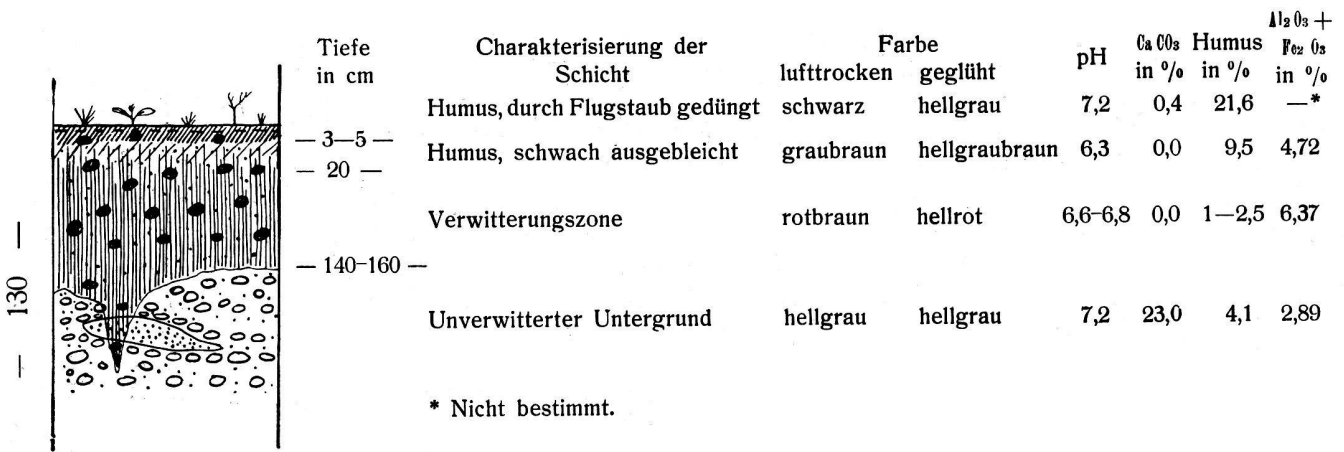 Tiefe in cm Charakterisierung der Schicht Farbe lufttrocken geglüht pH Ca CO₃ in % Humus in % Al₂O₃ + Fe₂O₃ in %
Humus, durch Flugstaub gedüngt schwarz hellgrau 7,2 0,4 21,6 —*
— 3—5 —
Humus, schwach ausgebleicht graubraun hellgraubraun 6,3 0,0 9,5 4,72
— 20 —
Verwitterungszone rotbraun hellrot 6,6-6,8 0,0 1—2,5 6,37
— 140-160 —
Unverwitterter Untergrund hellgrau hellgrau 7,2 23,0 4,1 2,89
* Nicht bestimmt.
— 130 —